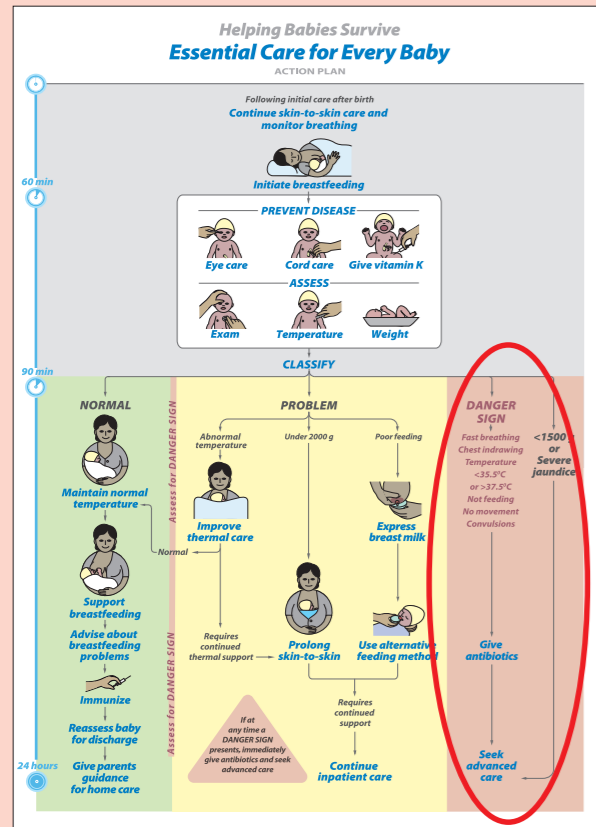 Helping Babies Survive
Essential Care for Every Baby
ACTION PLAN
Following initial care after birth
Continue skin-to-skin care and
monitor breathing
Initiate breastfeeding
60 min
PREVENT DISEASE
Eye care
Cord care
Give vitamin K
ASSESS
Exam
Temperature
Weight
CLASSIFY
90 min
NORMAL
Maintain normal
temperature
Support
breastfeeding
Advise about
breastfeeding
problems
Immunize
Reassess baby
for discharge
Give parents
guidance
for home care
24 hours
Assess for DANGER SIGN
Assess for DANGER SIGN
PROBLEM
Abnormal
temperature
Improve
thermal care
Normal
Requires
continued
thermal support
Under 2000 g
Prolong
skin-to-skin
Poor feeding
Express
breast milk
Use alternative
feeding method
Requires
continued
support
Continue
inpatient care
If at
any time a
DANGER SIGN
presents, immediately
give antibiotics and seek
advanced care
DANGER
SIGN
Fast breathing
Chest indrawing
Temperature
<35.5ºC
or >37.5ºC
Not feeding
No movement
Convulsions
Give
antibiotics
Seek
advanced
care
<1500 g
or
Severe
jaundice